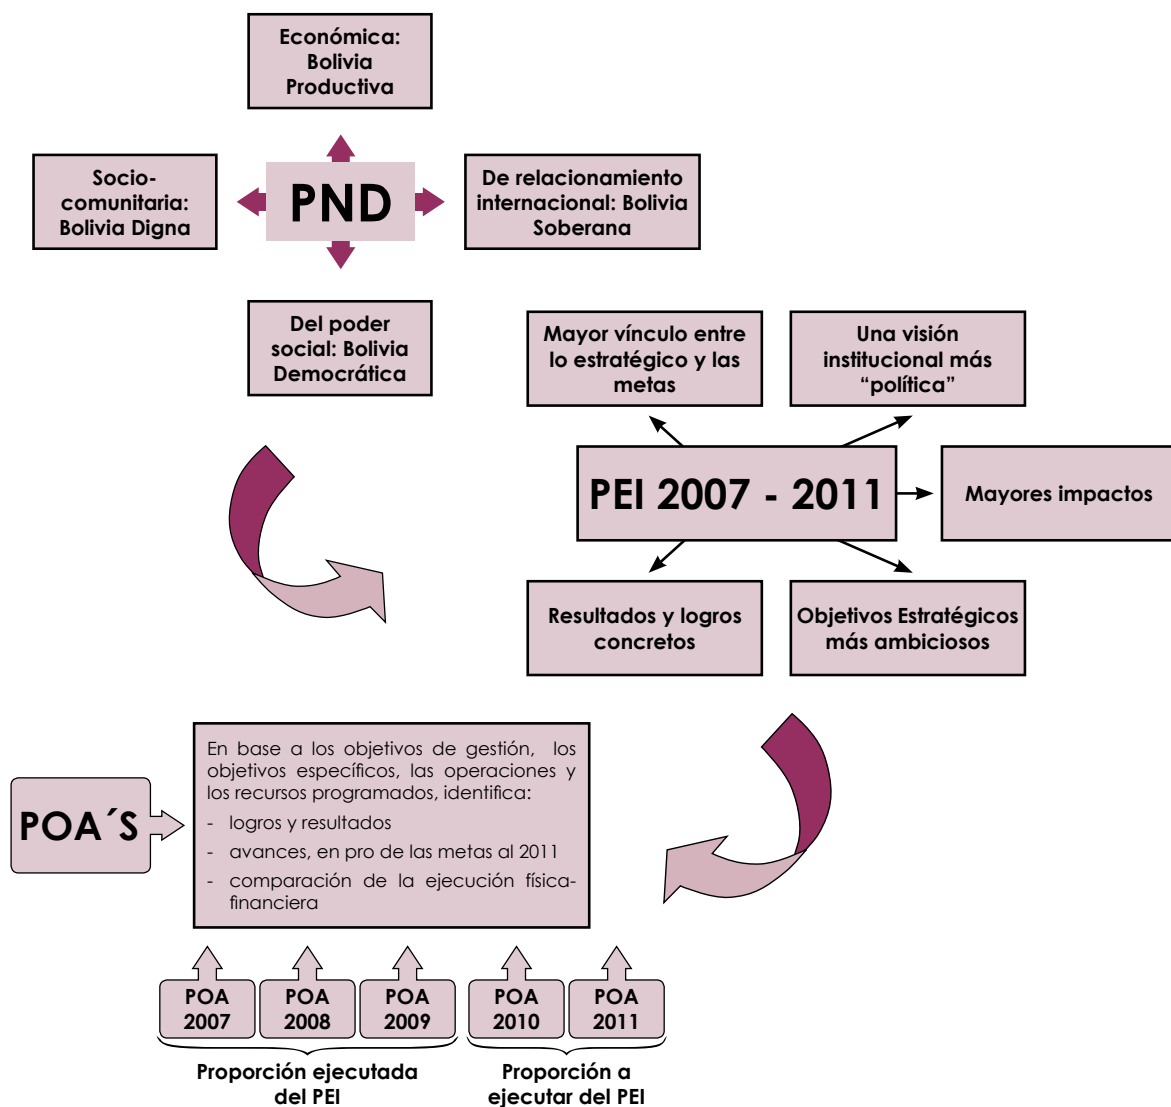 Económica:
Bolivia
Productiva
Socio-
comunitaria:
Bolivia Digna
PND
De relacionamiento
internacional: Bolivia
Soberana
Del poder
social: Bolivia
Democrática
Mayor vínculo entre
lo estratégico y las
metas
Una visión
institucional más
“política”
PEI 2007 - 2011
Mayores impactos
Resultados y logros
concretos
Objetivos Estratégicos
más ambiciosos
POA´S
En base a los objetivos de gestión, los
objetivos específicos, las operaciones y
los recursos programados, identifica:
- logros y resultados
- avances, en pro de las metas al 2011
- comparación de la ejecución física-
financiera
POA
2007
POA
2008
POA
2009
POA
2010
POA
2011
Proporción ejecutada
del PEI
Proporción a
ejecutar del PEI